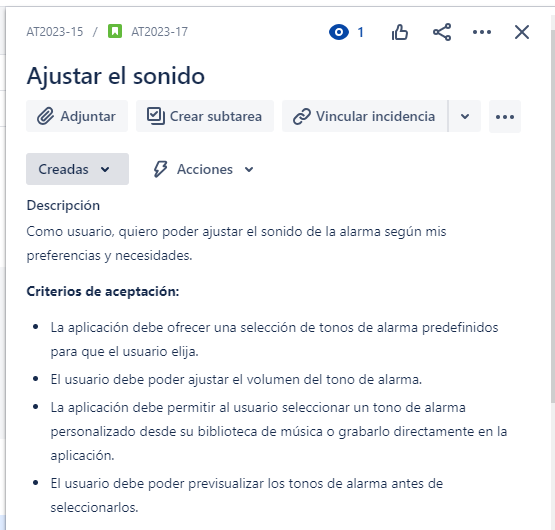 AT2023-15 / AT2023-17
1
Ajustar el sonido
Adjuntar
Crear subtarea
Vincular incidencia
Creadas
Acciones
Descripción
Como usuario, quiero poder ajustar el sonido de la alarma según mis
preferencias y necesidades.
Criterios de aceptación:
• La aplicación debe ofrecer una selección de tonos de alarma predefinidos
para que el usuario elija.
• El usuario debe poder ajustar el volumen del tono de alarma.
• La aplicación debe permitir al usuario seleccionar un tono de alarma
personalizado desde su biblioteca de música o grabarlo directamente en la
aplicación.
• El usuario debe poder previsualizar los tonos de alarma antes de
seleccionarlos.